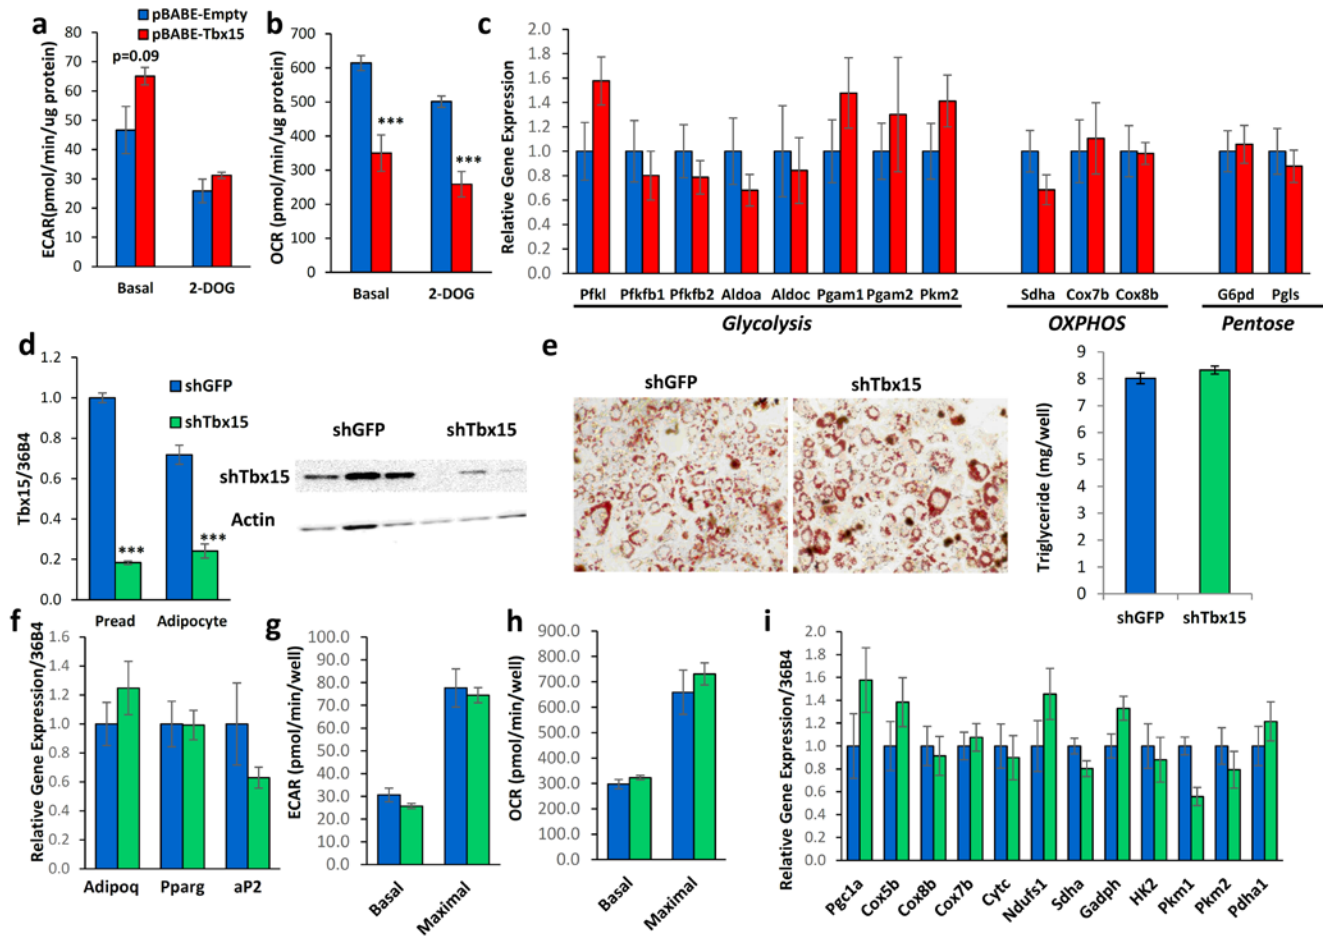 a
pBABE-Empty
pBABE-Tbx15
ECAR(pmol/min/ug protein)
80
70
60
50
40
30
20
10
0
p=0.09
Basal
2-DOG
b
OCR (pmol/min/ug protein)
700
600
500
400
300
200
100
0
***
***
Basal
2-DOG
c
Relative Gene Expression
2.0
1.8
1.6
1.4
1.2
1.0
0.8
0.6
0.4
0.2
0.0
Pfkl Pfkfb1 Pfkfb2 Aldoa Aldoc Pgam1 Pgam2 Pkm2
Sdha Cox7b Cox8b
G6pd Pgls
Glycolysis
OXPHOS
Pentose
d
Tbx15/36B4
1.2
1.0
0.8
0.6
0.4
0.2
0.0
shGFP
shTbx15
***
***
Pread Adipocyte
shGFP shTbx15
shTbx15
Actin
e
shGFP
shTbx15
Triglyceride (mg/well)
9
8
7
6
5
4
3
2
1
0
shGFP shTbx15
f
Relative Gene Expression/36B4
1.6
1.4
1.2
1.0
0.8
0.6
0.4
0.2
0.0
Adipoq Pparg aP2
g
ECAR (pmol/min/well)
100.0
90.0
80.0
70.0
60.0
50.0
40.0
30.0
20.0
10.0
0.0
Basal
Maximal
h
OCR (pmol/min/well)
900.0
800.0
700.0
600.0
500.0
400.0
300.0
200.0
100.0
0.0
Basal
Maximal
i
Relative Gene Expression/36B4
2.0
1.8
1.6
1.4
1.2
1.0
0.8
0.6
0.4
0.2
0.0
Pgc1a
Cox5b
Cox8b
Cox7b
Cytc
Ndufs1
Sdha
Gadph
HK2
Pkm1
Pkm2
Pdha1